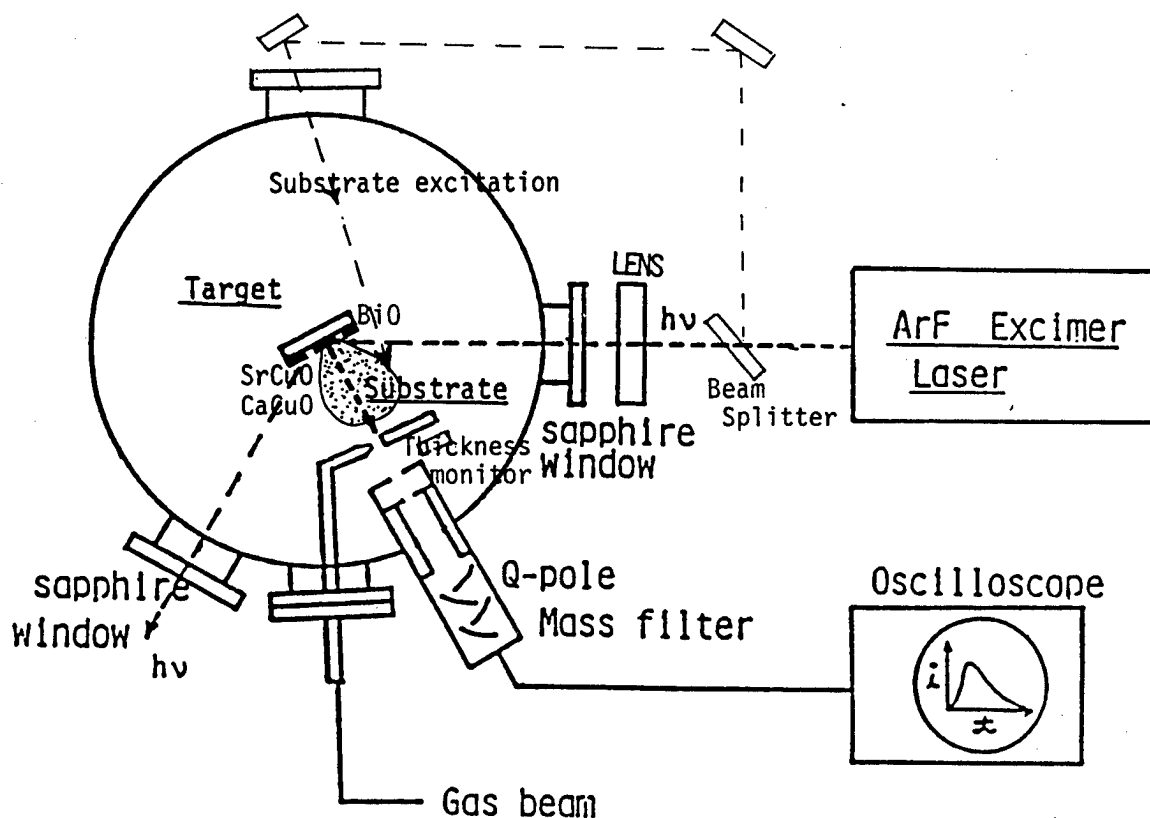 Substrate excitation
Target
BiO
LENS
hν
ArF Excimer
Laser
SrCuO
CaCuO
Substrate
Beam
Splitter
Thickness
monitor
sapphire
window
Q-pole
Mass filter
sapphire
window
hν
Oscilloscope
i
t
Gas beam